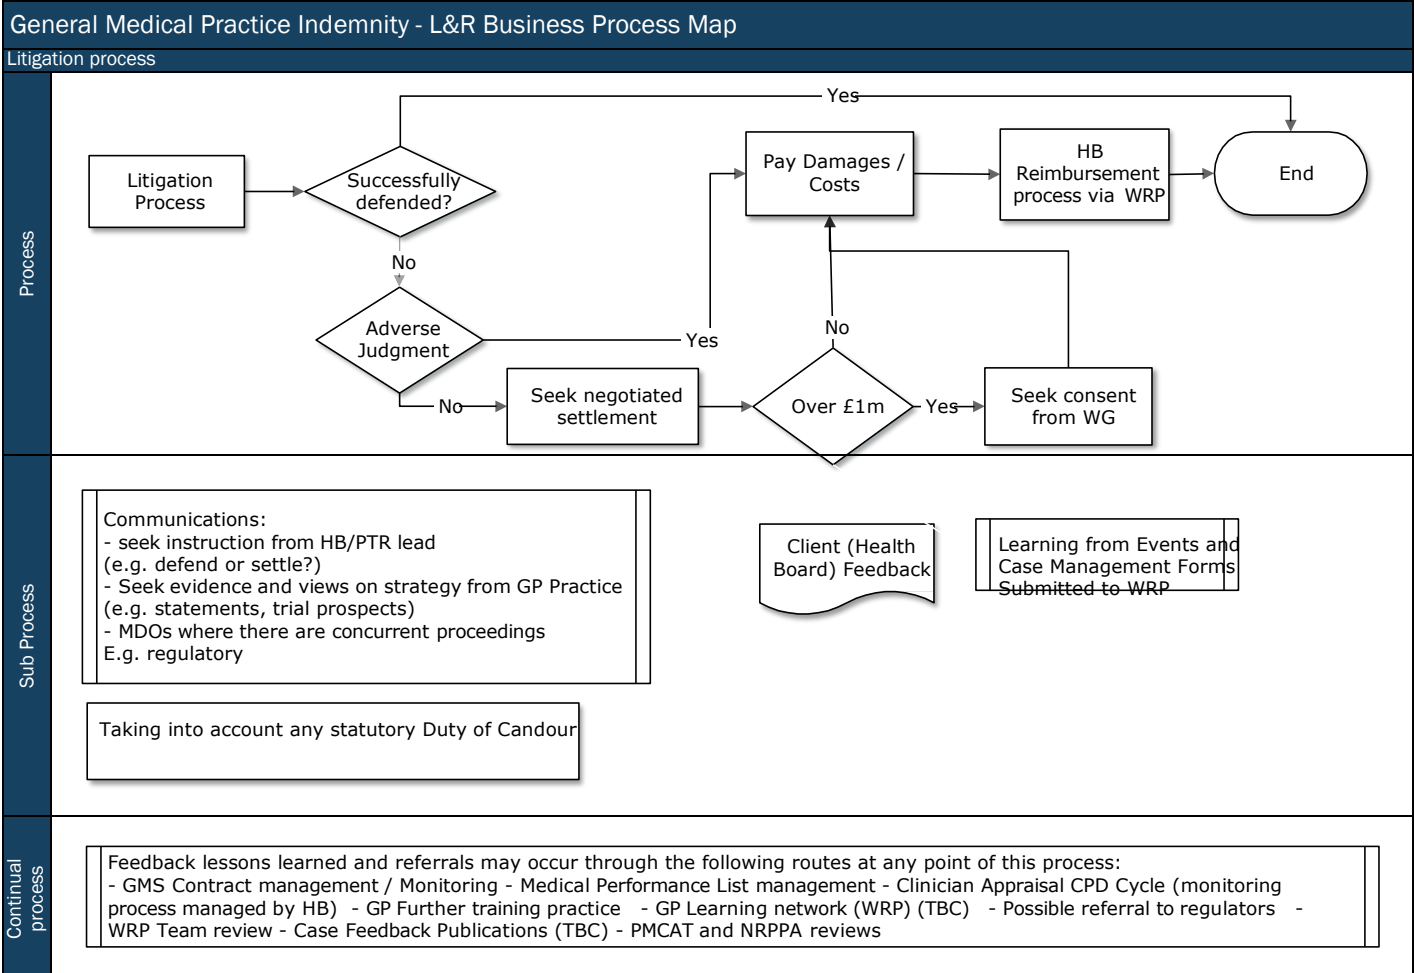 General Medical Practice Indemnity - L&R Business Process Map
Litigation process
Process
Yes
Litigation
Process
Successfully
defended?
Pay Damages /
Costs
HB
Reimbursement
process via WRP
End
No
Adverse
Judgment
Yes
No
No
Seek negotiated
settlement
Over £1m
Yes
Seek consent
from WG
Sub Process
Communications:
- seek instruction from HB/PTR lead
(e.g. defend or settle?)
- Seek evidence and views on strategy from GP Practice
(e.g. statements, trial prospects)
- MDOs where there are concurrent proceedings
E.g. regulatory
Client (Health
Board) Feedback
Learning from Events and
Case Management Forms
Submitted to WRP
Taking into account any statutory Duty of Candour
Continual
process
Feedback lessons learned and referrals may occur through the following routes at any point of this process:
- GMS Contract management / Monitoring - Medical Performance List management - Clinician Appraisal CPD Cycle (monitoring
process managed by HB) - GP Further training practice - GP Learning network (WRP) (TBC) - Possible referral to regulators -
WRP Team review - Case Feedback Publications (TBC) - PMCAT and NRPPA reviews